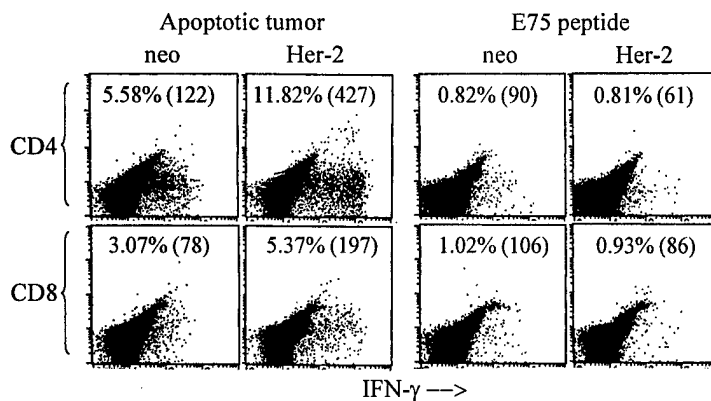 Apoptotic tumor E75 peptide
neo Her-2 neo Her-2
CD4 5.58% (122) 11.82% (427) 0.82% (90) 0.81% (61)
CD8 3.07% (78) 5.37% (197) 1.02% (106) 0.93% (86)
IFN-γ -->